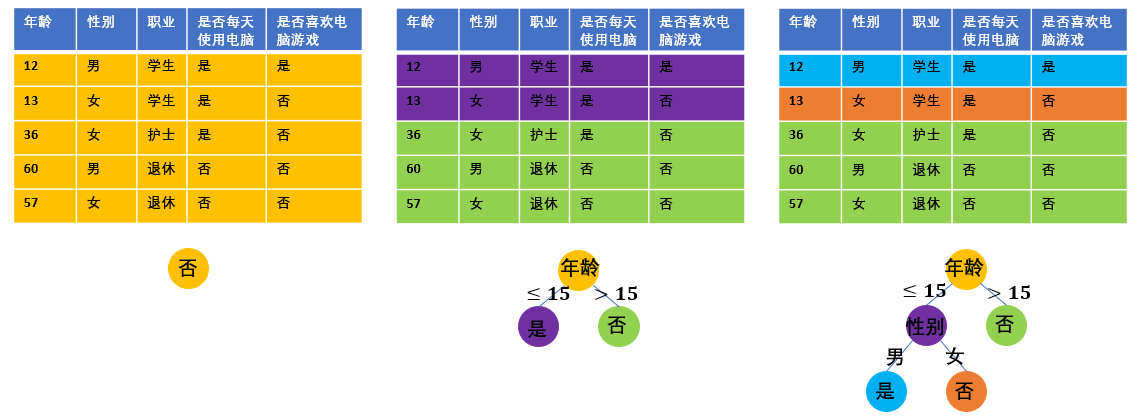 年龄 性别 职业 是否每天使用电脑 是否喜欢电脑游戏
12 男 学生 是 是
13 女 学生 是 否
36 女 护士 是 否
60 男 退休 否 否
57 女 退休 否 否
否
年龄 性别 职业 是否每天使用电脑 是否喜欢电脑游戏
12 男 学生 是 是
13 女 学生 是 否
36 女 护士 是 否
60 男 退休 否 否
57 女 退休 否 否
年龄
≤ 15 > 15
是 否
年龄 性别 职业 是否每天使用电脑 是否喜欢电脑游戏
12 男 学生 是 是
13 女 学生 是 否
36 女 护士 是 否
60 男 退休 否 否
57 女 退休 否 否
年龄
≤ 15 > 15
性别 否
男 女
是 否